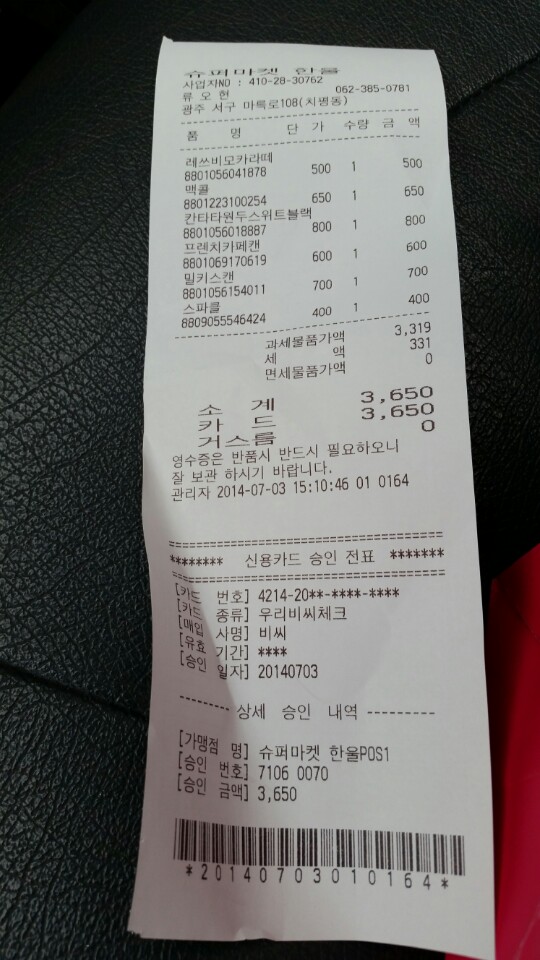 슈퍼마켓 한울
사업자NO : 410-28-30762
류 모 현 062-385-0781
광주 서구 마륵로108(치평동)
품 명 단 가 수량 금 액
레쓰비모카라떼
8801056041878 500 1 500
맥콜
8801223100254 650 1 650
칸타타원두스위트블랙
8801056018887 800 1 800
프렌치카페캔
8801069170619 600 1 600
밀키스캔
8801056154011 700 1 700
스파클
8809055546424 400 1 400
과세물품가액 3,319
세 액 331
면세물품가액 0
소 계 3,650
카 드 3,650
거스름 0
영수증은 반품시 반드시 필요하오니
잘 보관 하시기 바랍니다.
관리자 2014-07-03 15:10:46 01 0164
================================
******** 신용카드 승인 전표 *******
================================
[카드 번호] 4214-20**-****-****
[카드 종류] 우리비씨체크
[매입 사명] 비씨
[유효 기간] ****
[승인 일자] 20140703
--------- 상세 승인 내역 ----------
[가맹점 명] 슈퍼마켓 한울POS1
[승인 번호] 7106 0070
[승인 금액] 3,650
*20140703010164*